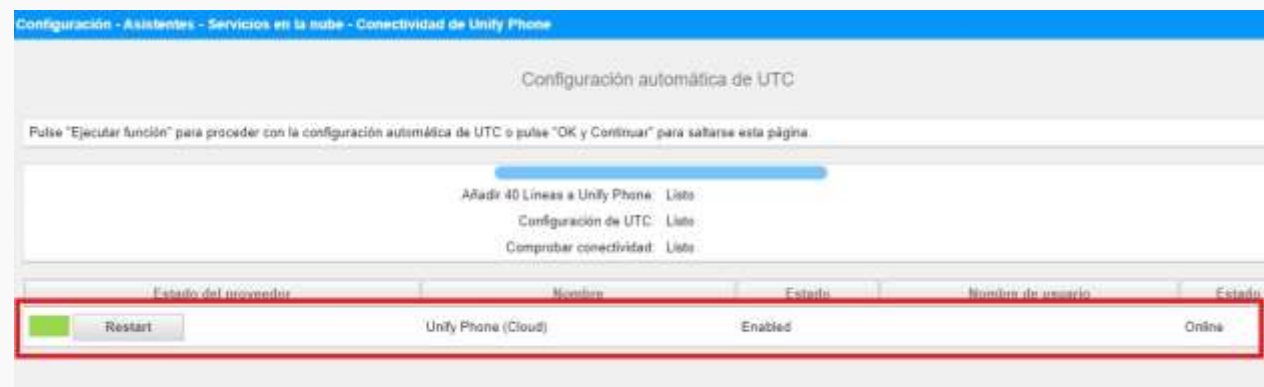 Configuración - Asistentes - Servicios en la nube - Conectividad de Unify Phone
Configuración automática de UTC
Pulse "Ejecutar función" para proceder con la configuración automática de UTC o pulse "OK y Continuar" para saltarse esta página.
Añadir 40 Líneas a Unify Phone: Listo
Configuración de UTC: Listo
Comprobar conectividad: Listo
Estado del proveedor Nombre Estado Nombre de usuario Estado
Restart Unify Phone (Cloud) Enabled Online